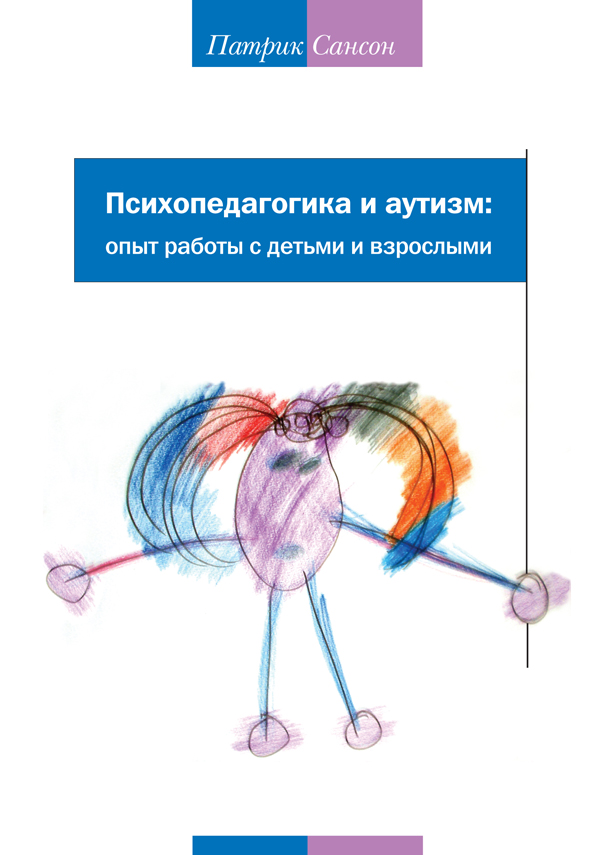 Патрик Сансон
Психопедагогика и аутизм:
опыт работы с детьми и взрослыми